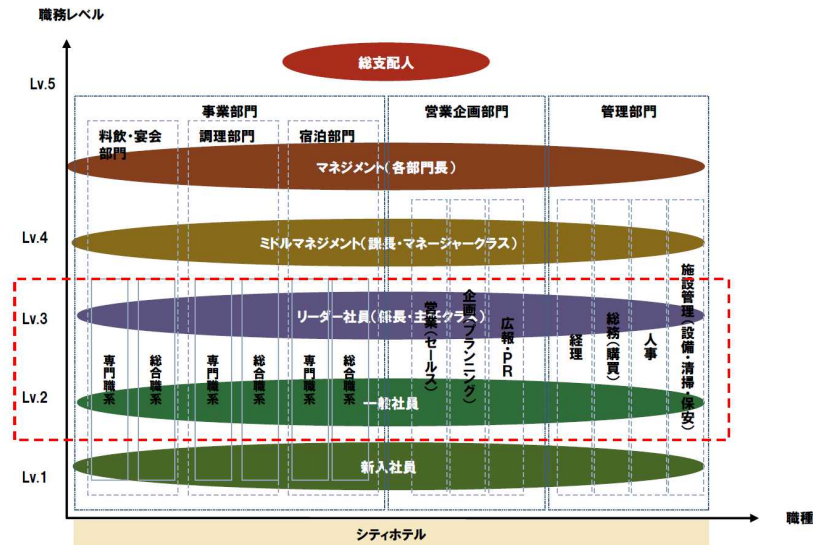 職務レベル
総支配人
Lv.5
事業部門
営業企画部門
管理部門
料飲・宴会
部門
調理部門
宿泊部門
マネジメント(各部門長)
Lv.4
ミドルマネジメント(課長・マネージャークラス)
Lv.3
リーダー社員(係長・主任クラス)
専門職系
総合職系
専門職系
総合職系
専門職系
総合職系
営業(セールス)
企画(プランニング)
広報・PR
経理
総務(購買)
人事
施設管理(設備・清掃・保安)
Lv.2
一般社員
Lv.1
新入社員
職種
シティホテル